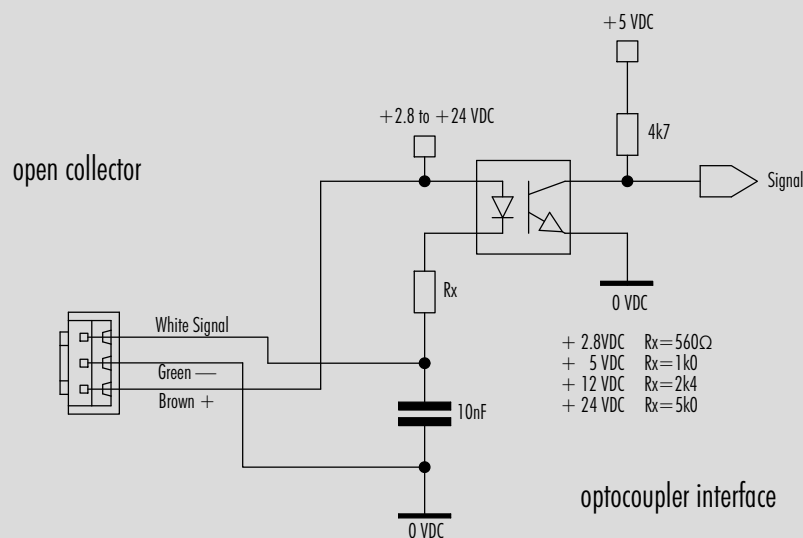 +5 VDC
+2.8 to +24 VDC
4k7
open collector
Signal
Rx
0 VDC
White Signal
Green —
Brown +
10nF
+ 2.8VDC Rx=560Ω
+ 5 VDC Rx=1k0
+ 12 VDC Rx=2k4
+ 24 VDC Rx=5k0
optocoupler interface
0 VDC